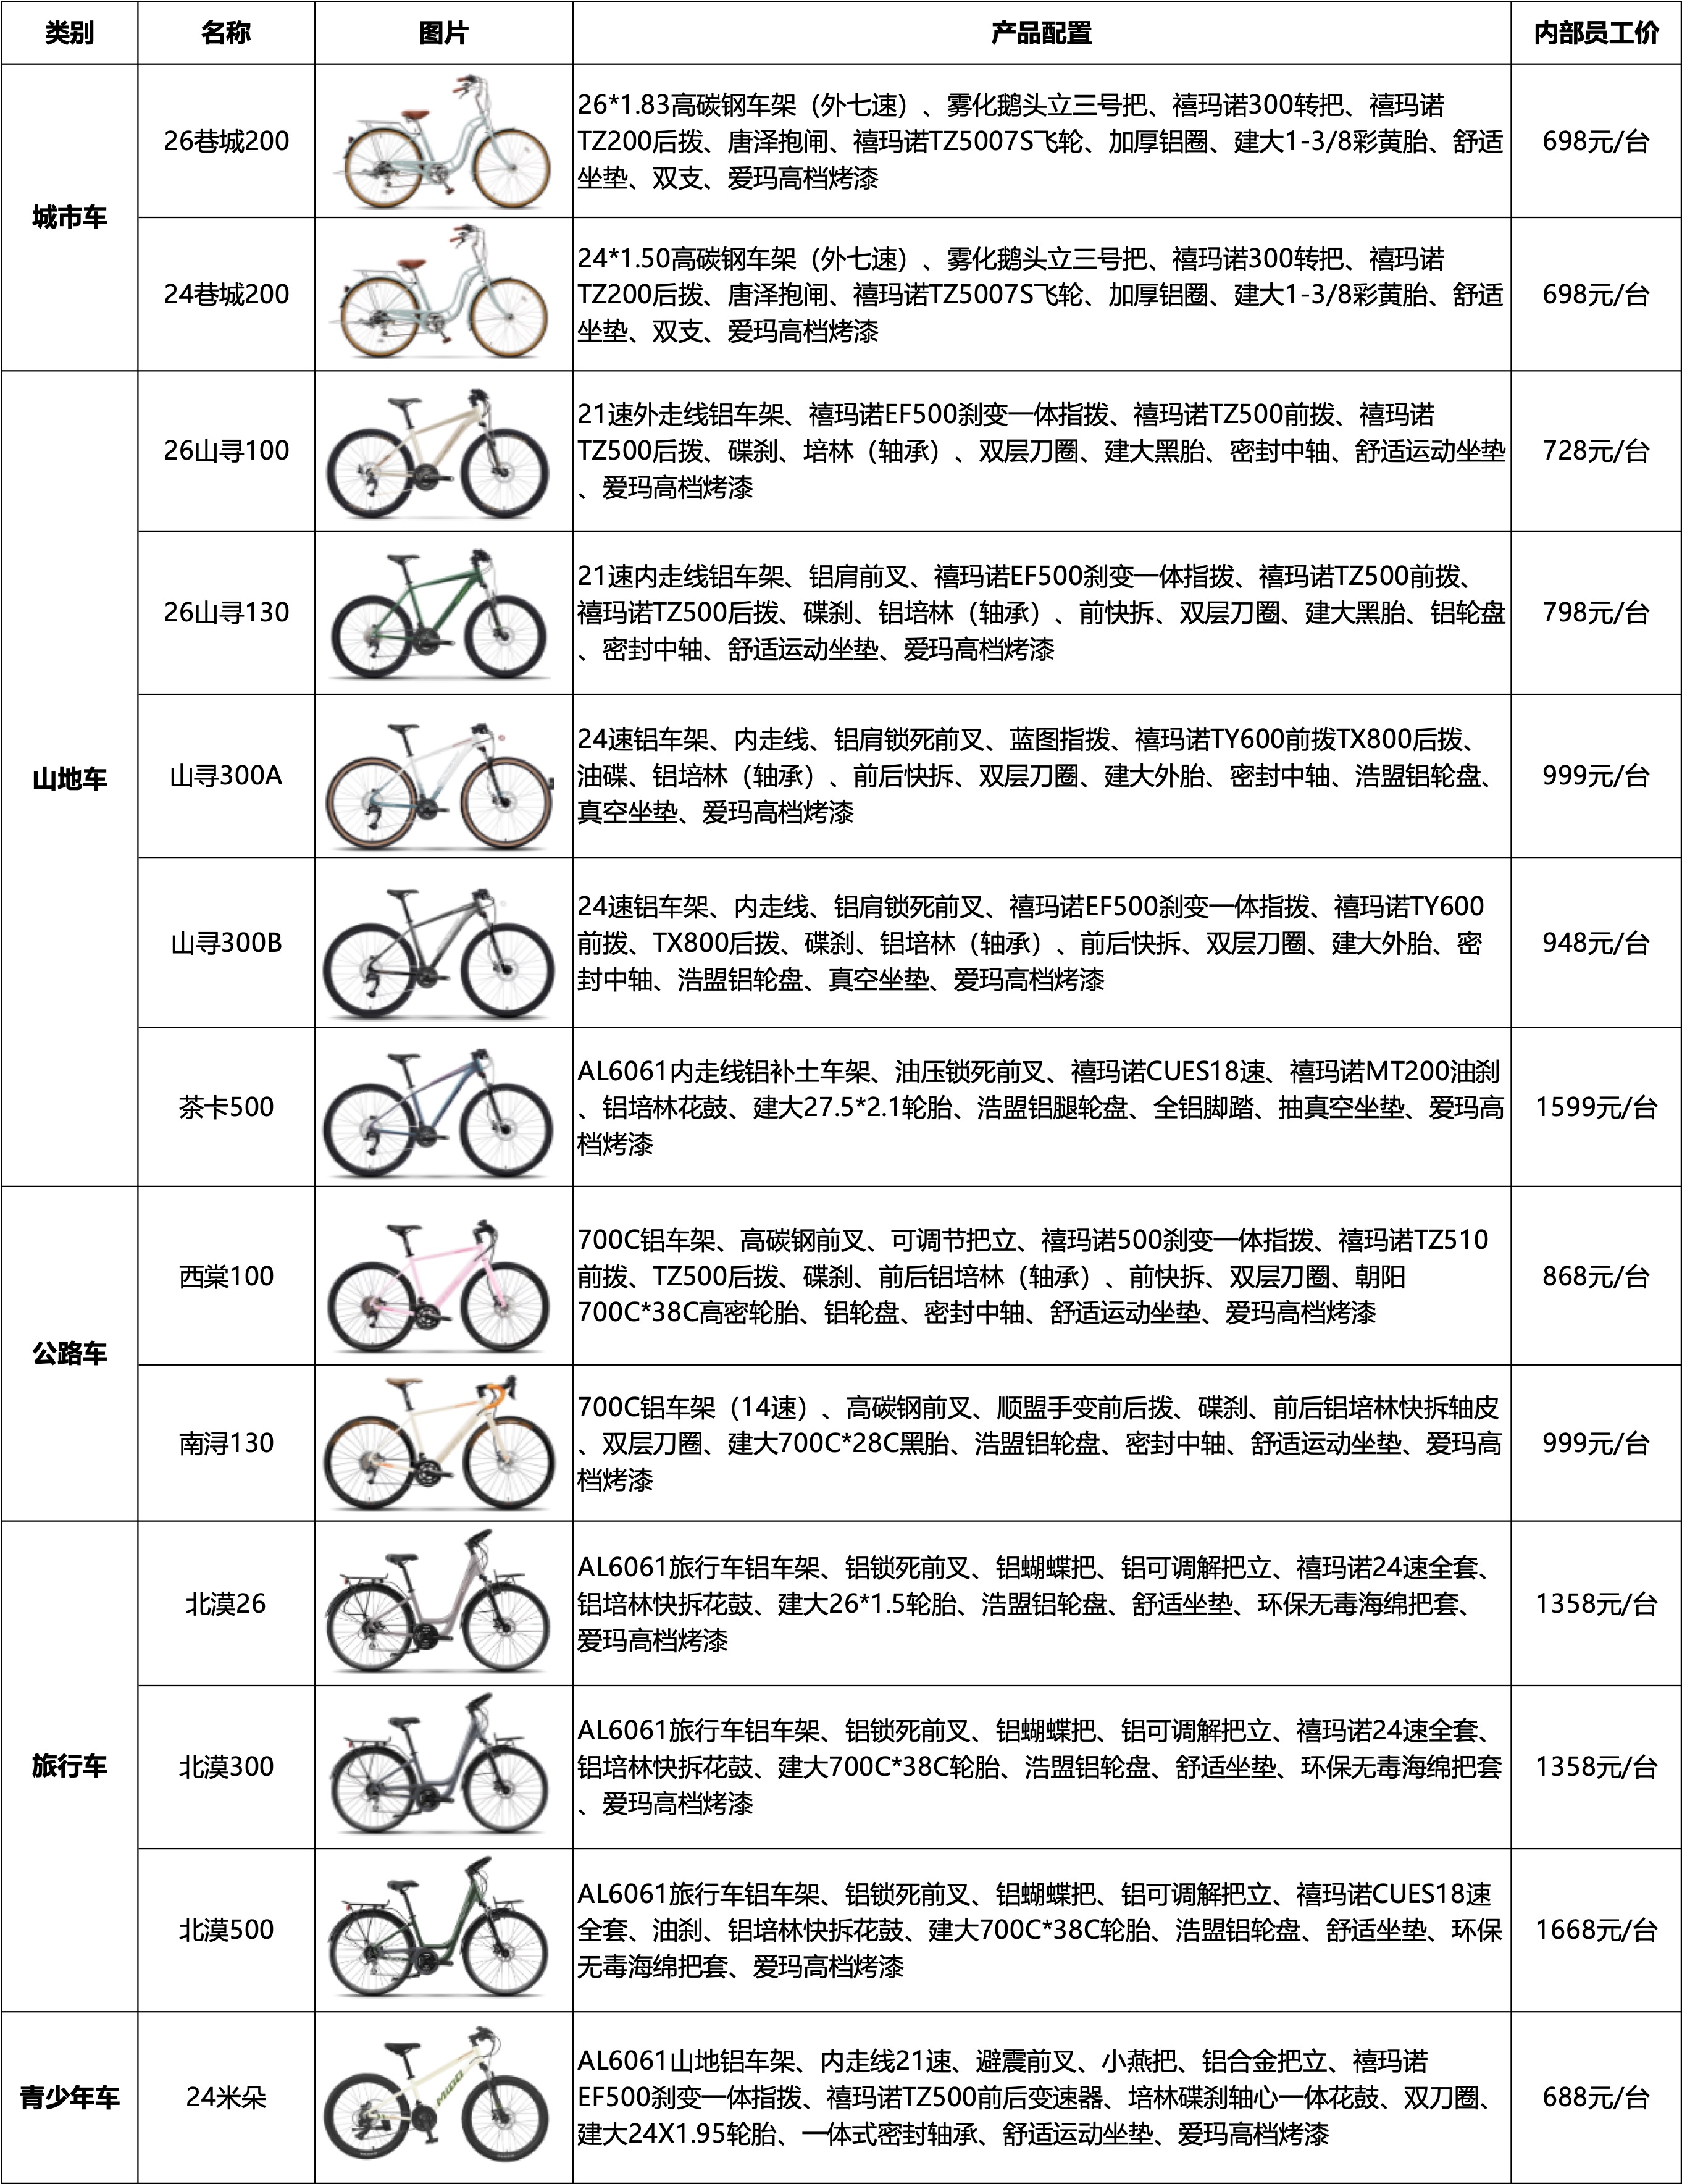 类别 名称 图片 产品配置 内部员工价
城市车
26巷城200
26*1.83高碳钢车架（外七速）、雾化鹅头立三号把、禧玛诺300转把、禧玛诺
TZ200后拨、唐泽抱闸、禧玛诺TZ5007S飞轮、加厚铝圈、建大1-3/8彩黄胎、舒适
坐垫、双支、爱玛高档烤漆
698元/台
24巷城200
24*1.50高碳钢车架（外七速）、雾化鹅头立三号把、禧玛诺300转把、禧玛诺
TZ200后拨、唐泽抱闸、禧玛诺TZ5007S飞轮、加厚铝圈、建大1-3/8彩黄胎、舒适
坐垫、双支、爱玛高档烤漆
698元/台
山地车
26山寻100
21速外走线铝车架、禧玛诺EF500刹变一体指拨、禧玛诺TZ500前拨、禧玛诺
TZ500后拨、碟刹、培林（轴承）、双层刀圈、建大黑胎、密封中轴、舒适运动坐垫
、爱玛高档烤漆
728元/台
26山寻130
21速内走线铝车架、铝肩前叉、禧玛诺EF500刹变一体指拨、禧玛诺TZ500前拨、
禧玛诺TZ500后拨、碟刹、铝培林（轴承）、前快拆、双层刀圈、建大黑胎、铝轮盘
、密封中轴、舒适运动坐垫、爱玛高档烤漆
798元/台
山寻300A
24速铝车架、内走线、铝肩锁死前叉、蓝图指拨、禧玛诺TY600前拨TX800后拨、
油碟、铝培林（轴承）、前后快拆、双层刀圈、建大外胎、密封中轴、浩盟铝轮盘、
真空坐垫、爱玛高档烤漆
999元/台
山寻300B
24速铝车架、内走线、铝肩锁死前叉、禧玛诺EF500刹变一体指拨、禧玛诺TY600
前拨、TX800后拨、碟刹、铝培林（轴承）、前后快拆、双层刀圈、建大外胎、密
封中轴、浩盟铝轮盘、真空坐垫、爱玛高档烤漆
948元/台
茶卡500
AL6061内走线铝补土车架、油压锁死前叉、禧玛诺CUES18速、禧玛诺MT200油刹
、铝培林花鼓、建大27.5*2.1轮胎、浩盟铝腿轮盘、全铝脚踏、抽真空坐垫、爱玛高
档烤漆
1599元/台
公路车
西棠100
700C铝车架、高碳钢前叉、可调节把立、禧玛诺500刹变一体指拨、禧玛诺TZ510
前拨、TZ500后拨、碟刹、前后铝培林（轴承）、前快拆、双层刀圈、朝阳
700C*38C高密轮胎、铝轮盘、密封中轴、舒适运动坐垫、爱玛高档烤漆
868元/台
南浔130
700C铝车架（14速）、高碳钢前叉、顺盟手变前后拨、碟刹、前后铝培林快拆轴皮
、双层刀圈、建大700C*28C黑胎、浩盟铝轮盘、密封中轴、舒适运动坐垫、爱玛高
档烤漆
999元/台
旅行车
北漠26
AL6061旅行车铝车架、铝锁死前叉、铝蝴蝶把、铝可调解把立、禧玛诺24速全套、
铝培林快拆花鼓、建大26*1.5轮胎、浩盟铝轮盘、舒适坐垫、环保无毒海绵把套、
爱玛高档烤漆
1358元/台
北漠300
AL6061旅行车铝车架、铝锁死前叉、铝蝴蝶把、铝可调解把立、禧玛诺24速全套、
铝培林快拆花鼓、建大700C*38C轮胎、浩盟铝轮盘、舒适坐垫、环保无毒海绵把套
、爱玛高档烤漆
1358元/台
北漠500
AL6061旅行车铝车架、铝锁死前叉、铝蝴蝶把、铝可调解把立、禧玛诺CUES18速
全套、油刹、铝培林快拆花鼓、建大700C*38C轮胎、浩盟铝轮盘、舒适坐垫、环保
无毒海绵把套、爱玛高档烤漆
1668元/台
青少年车
24米朵
MIDO
AL6061山地铝车架、内走线21速、避震前叉、小燕把、铝合金把立、禧玛诺
EF500刹变一体指拨、禧玛诺TZ500前后变速器、培林碟刹轴心一体花鼓、双刀圈、
建大24X1.95轮胎、一体式密封轴承、舒适运动坐垫、爱玛高档烤漆
688元/台